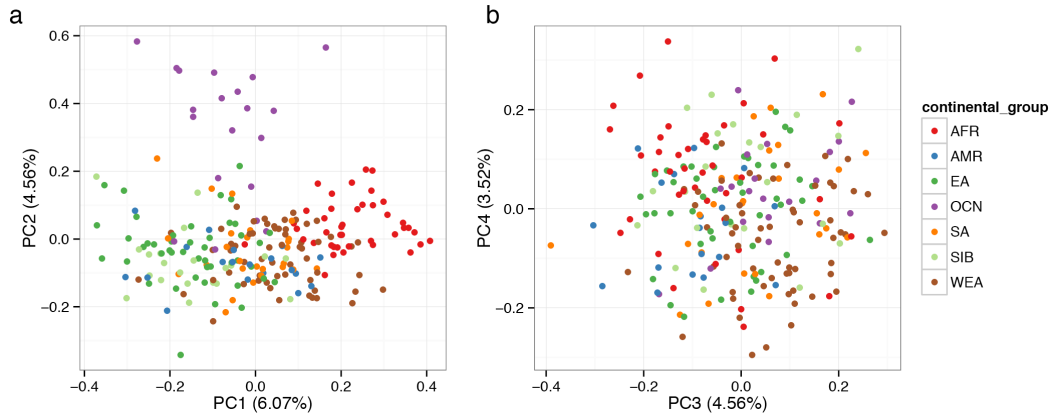 a
b
0.6
0.4
0.2
0.0
−0.2
PC2 (4.56%)
−0.4
−0.2
0.0
0.2
0.4
PC1 (6.07%)
0.2
0.0
−0.2
PC4 (3.52%)
−0.4
−0.2
0.0
0.2
PC3 (4.56%)
continental_group
AFR
AMR
EA
OCN
SA
SIB
WEA